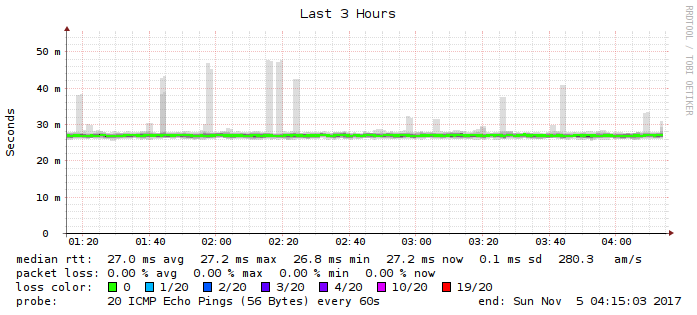 Last 3 Hours
RRDTOOL / TOBI OETIKER
Seconds
50 m
40 m
30 m
20 m
10 m
0
01:20 01:40 02:00 02:20 02:40 03:00 03:20 03:40 04:00
median rtt: 27.0 ms avg 27.2 ms max 26.8 ms min 27.2 ms now 0.1 ms sd 280.3 am/s
packet loss: 0.00 % avg 0.00 % max 0.00 % min 0.00 % now
loss color: 0 1/20 2/20 3/20 4/20 10/20 19/20
probe: 20 ICMP Echo Pings (56 Bytes) every 60s end: Sun Nov 5 04:15:03 2017